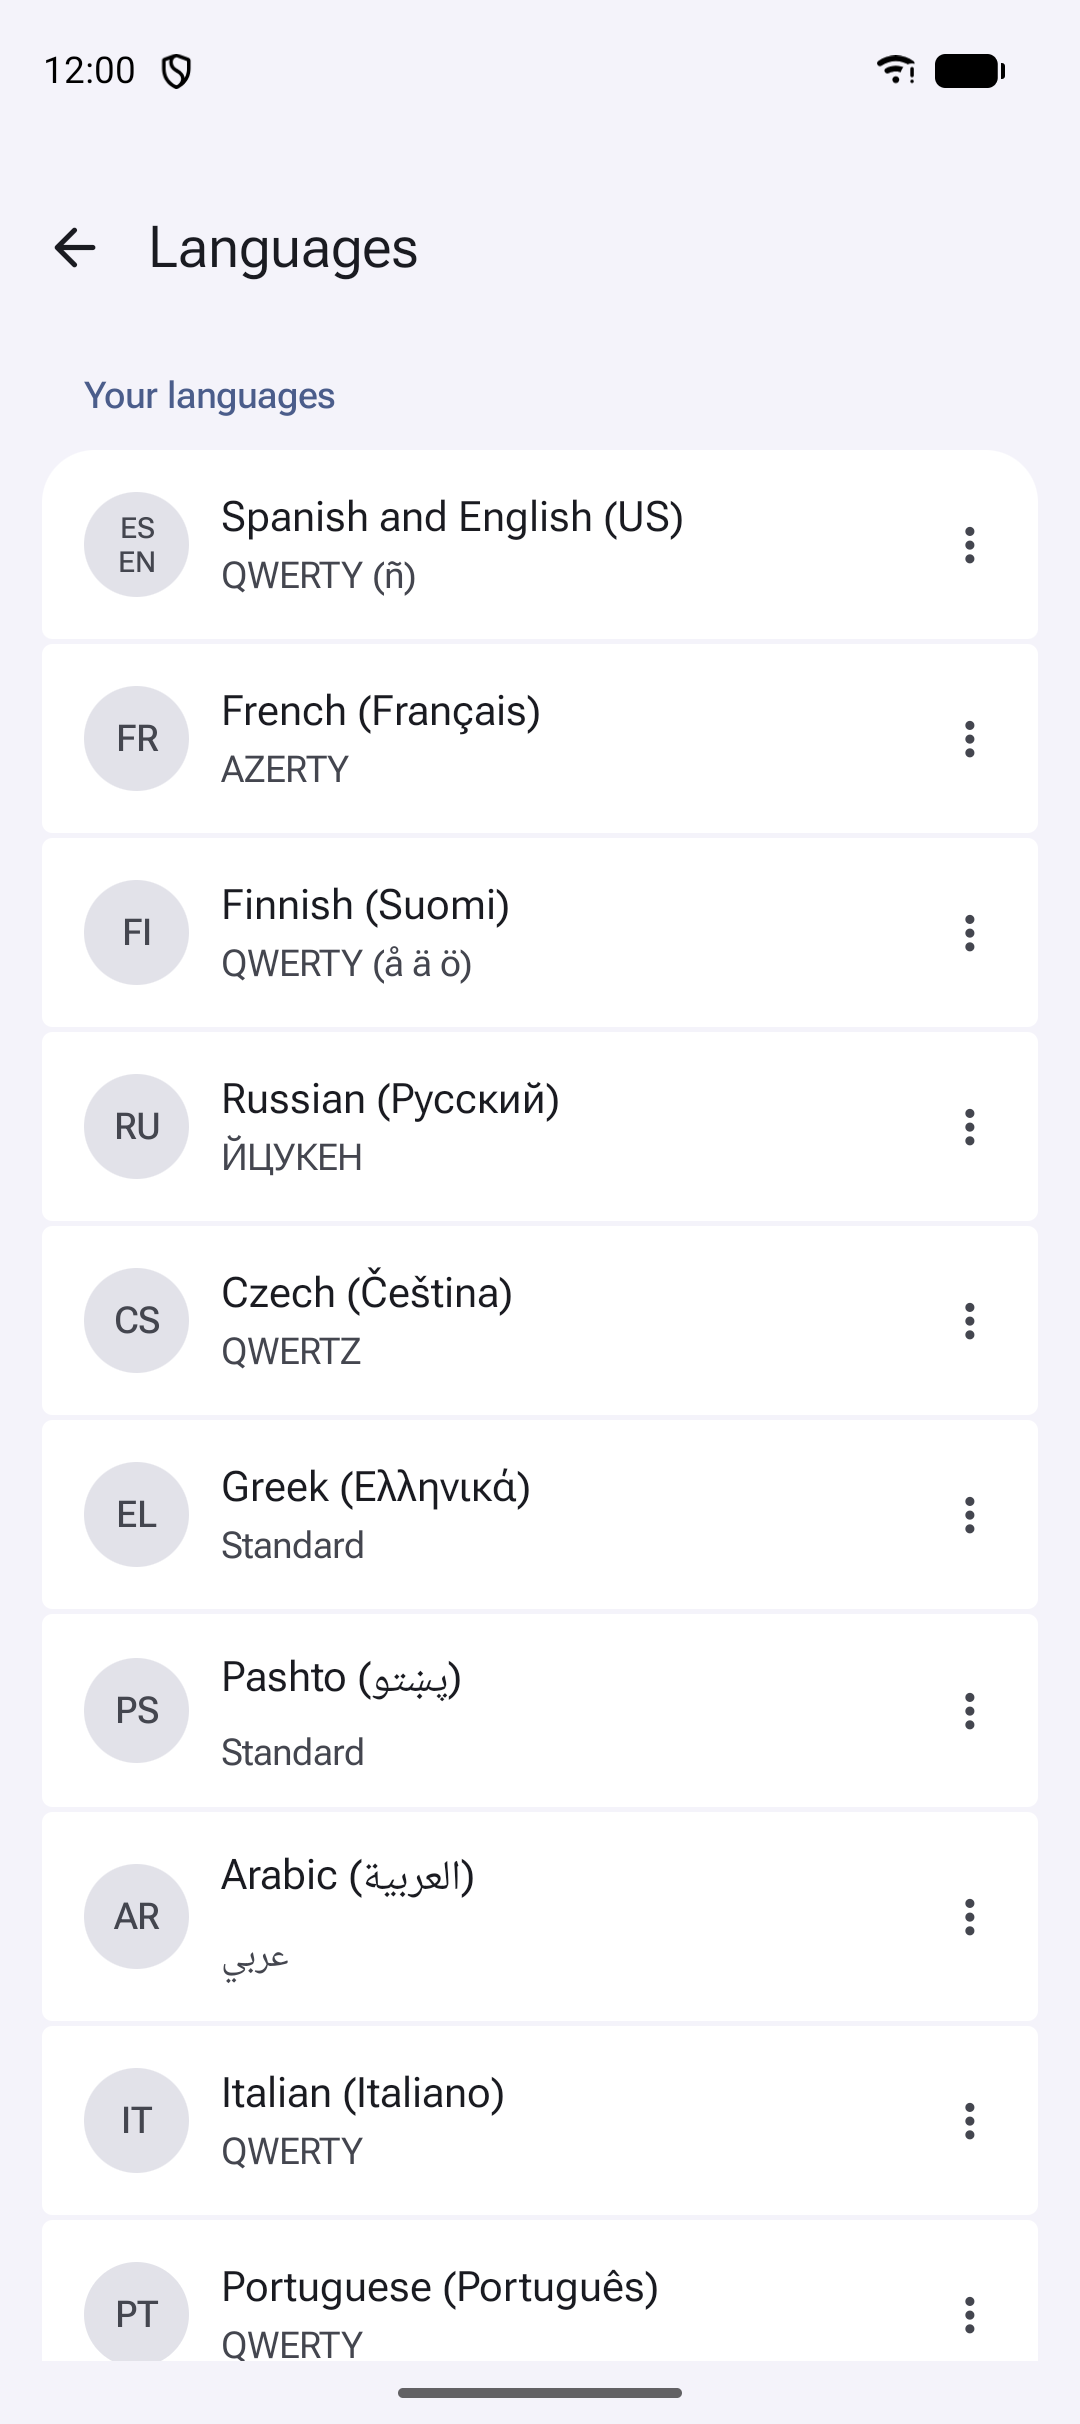 12:00
Languages
Your languages
ES
EN
Spanish and English (US)
QWERTY (ñ)
FR
French (Français)
AZERTY
FI
Finnish (Suomi)
QWERTY (å ä ö)
RU
Russian (Русский)
ЙЦУКЕН
CS
Czech (Čeština)
QWERTZ
EL
Greek (Ελληνικά)
Standard
PS
Pashto (پښتو)
Standard
AR
Arabic (العربية)
عربي
IT
Italian (Italiano)
QWERTY
PT
Portuguese (Português)
QWERTY